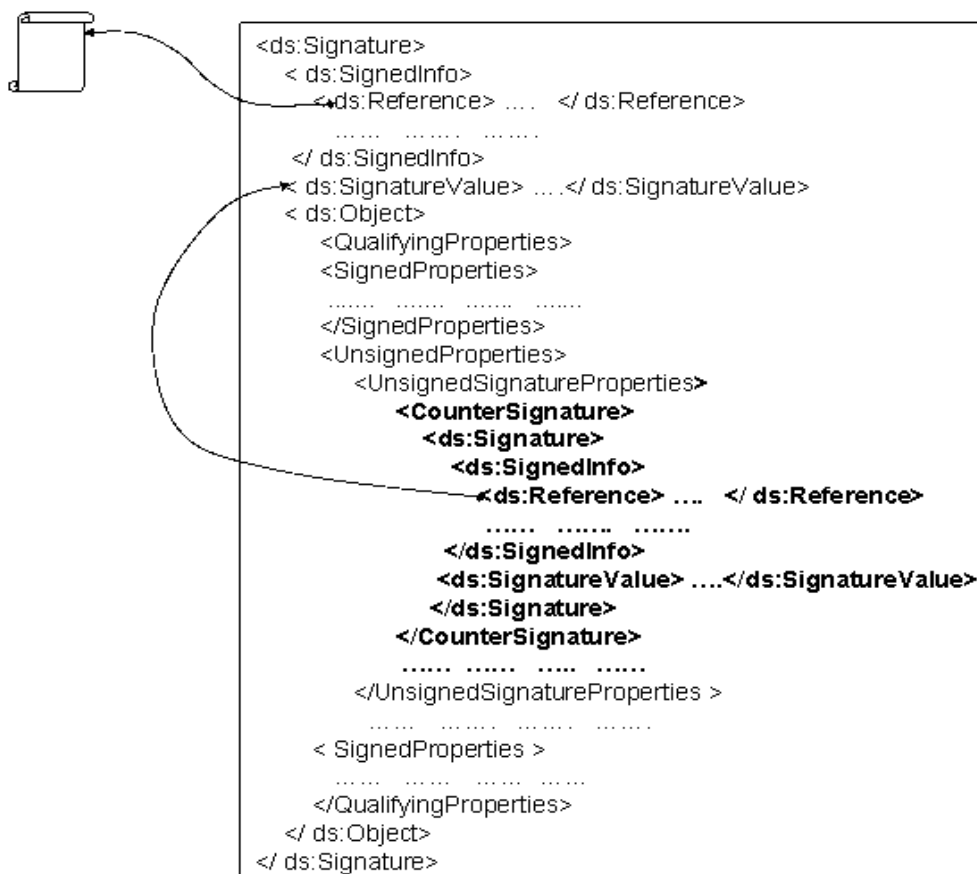 <ds:Signature>
< ds:SignedInfo>
< ds:Reference> .... </ ds:Reference>
...... ....... .......
</ ds:SignedInfo>
< ds:SignatureValue> ....</ ds:SignatureValue>
< ds:Object>
<QualifyingProperties>
<SignedProperties>
....... ....... ....... .......
</SignedProperties>
<UnsignedProperties>
<UnsignedSignatureProperties>
<CounterSignature>
<ds:Signature>
<ds:SignedInfo>
<ds:Reference> .... </ ds:Reference>
...... ....... .......
</ds:SignedInfo>
<ds:SignatureValue> ....</ds:SignatureValue>
</ds:Signature>
</CounterSignature>
...... ...... ..... ......
</UnsignedSignatureProperties >
...... ....... ....... .......
< SignedProperties >
...... ...... ...... ......
</QualifyingProperties>
</ ds:Object>
</ ds:Signature>